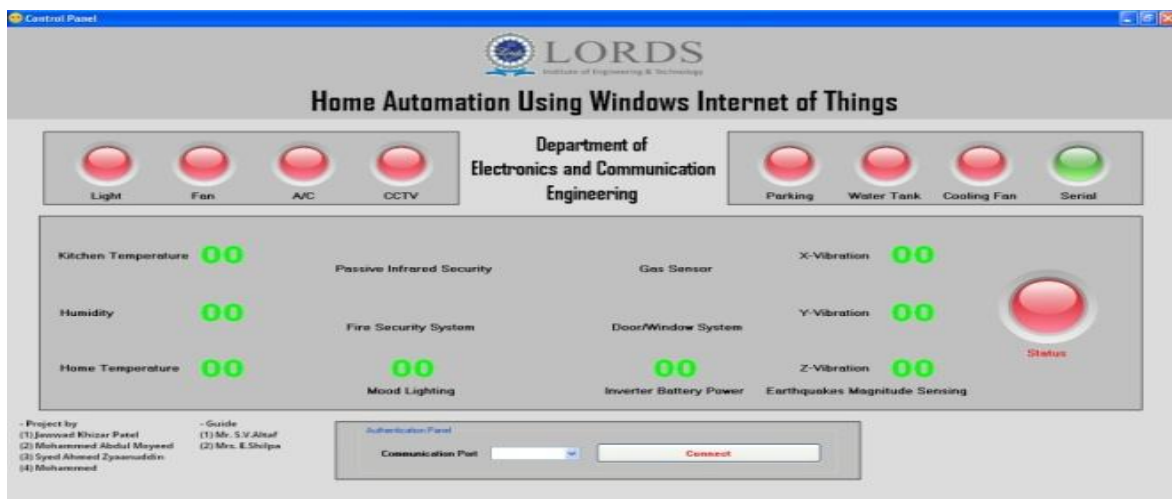 Control Panel
LORDS
Institute of Engineering & Technology
Home Automation Using Windows Internet of Things
Department of
Electronics and Communication
Engineering
Light Fan A/C CCTV
Parking Water Tank Cooling Fan Serial
Kitchen Temperature 00
Passive Infrared Security
Gas Sensor
X-Vibration 00
Humidity 00
Fire Security System
Door/Window System
Y-Vibration 00
Status
Home Temperature 00
00
Mood Lighting
00
Inverter Battery Power
Z-Vibration 00
Earthquakes Magnitude Sensing
- Project by
(1) Jawwad Khizar Patel
(2) Mohammed Abdul Mayeed
(3) Syed Ahmed Zyaanuddin
(4) Mohammed
- Guide
(1) Mr. S.V.Altaf
(2) Mrs. E.Shilpa
Authentication Panel
Communication Port
Connect